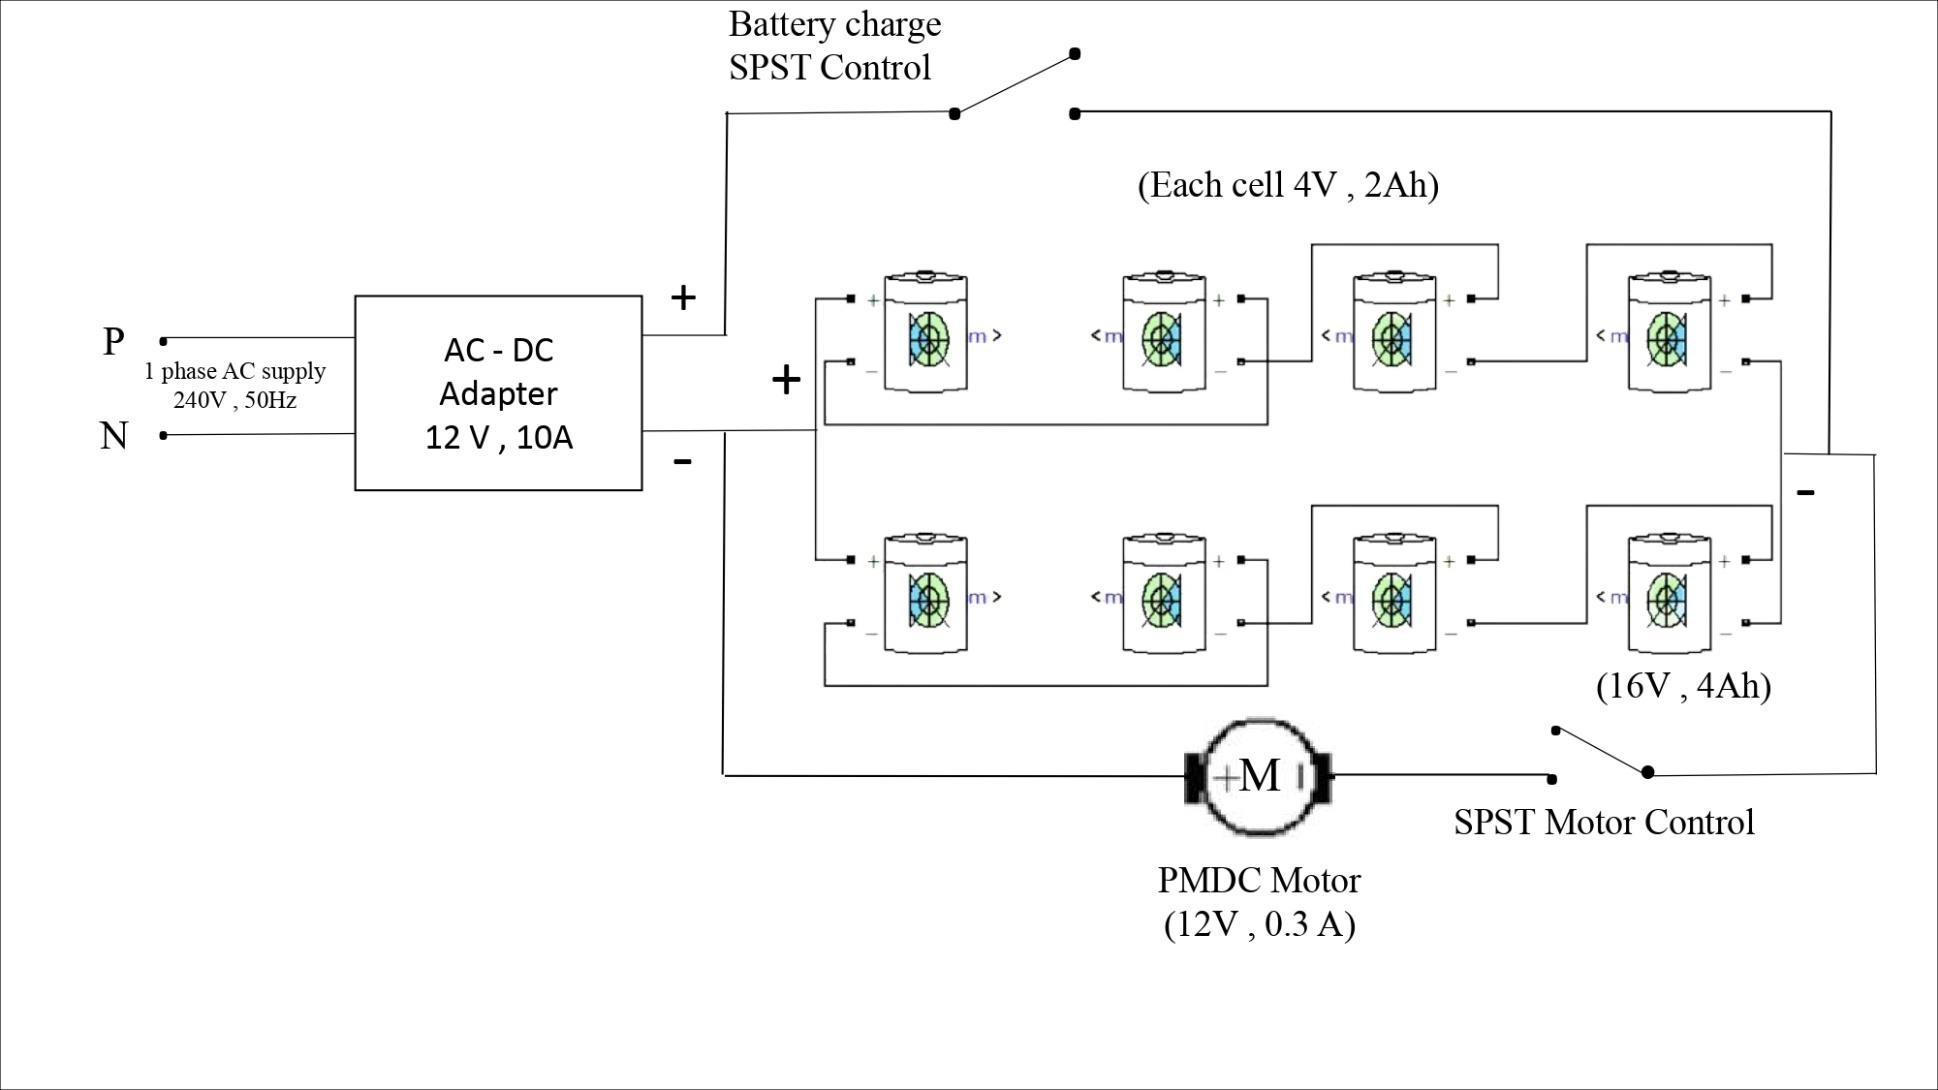 Battery charge
SPST Control
(Each cell 4V , 2Ah)
+
P
1 phase AC supply
240V , 50Hz
N
AC - DC
Adapter
12 V , 10A
-
+
+
-
m >
+
-
< m
+
-
< m
+
-
< m
-
+
-
m >
+
-
< m
+
-
< m
+
-
< m
(16V , 4Ah)
+M
SPST Motor Control
PMDC Motor
(12V , 0.3 A)